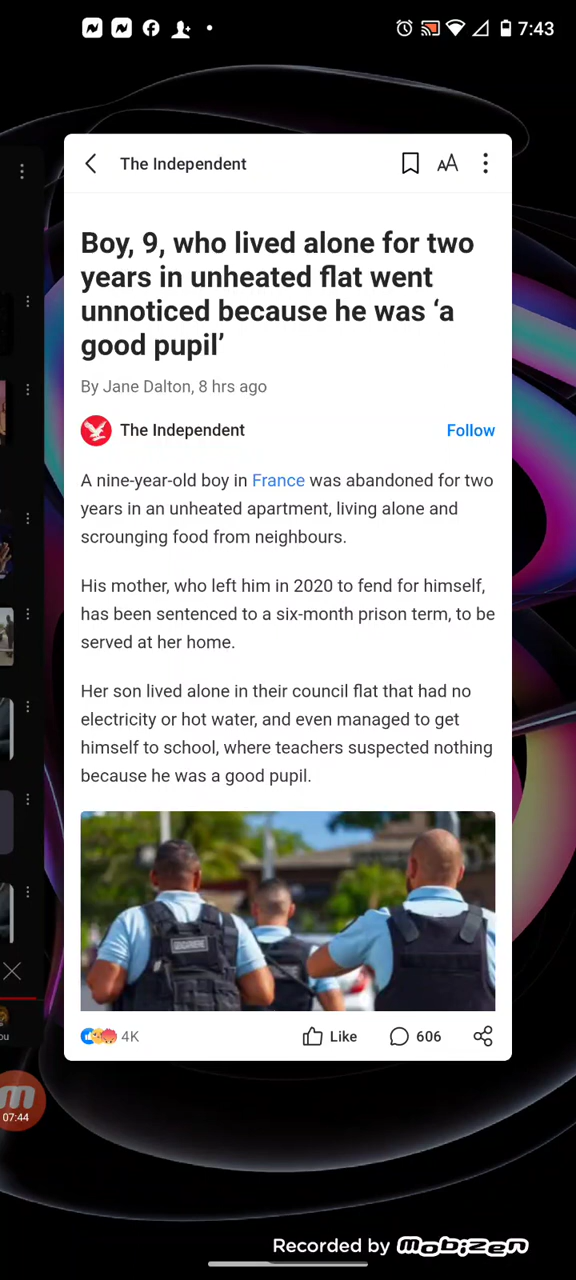 7:43
The Independent
AA
Boy, 9, who lived alone for two
years in unheated flat went
unnoticed because he was ‘a
good pupil’
By Jane Dalton, 8 hrs ago
The Independent
Follow
A nine-year-old boy in France was abandoned for two
years in an unheated apartment, living alone and
scrounging food from neighbours.
His mother, who left him in 2020 to fend for himself,
has been sentenced to a six-month prison term, to be
served at her home.
Her son lived alone in their council flat that had no
electricity or hot water, and even managed to get
himself to school, where teachers suspected nothing
because he was a good pupil.
GENDARMERIE
4K
Like
606
ou
07:44
Recorded by Mobizen